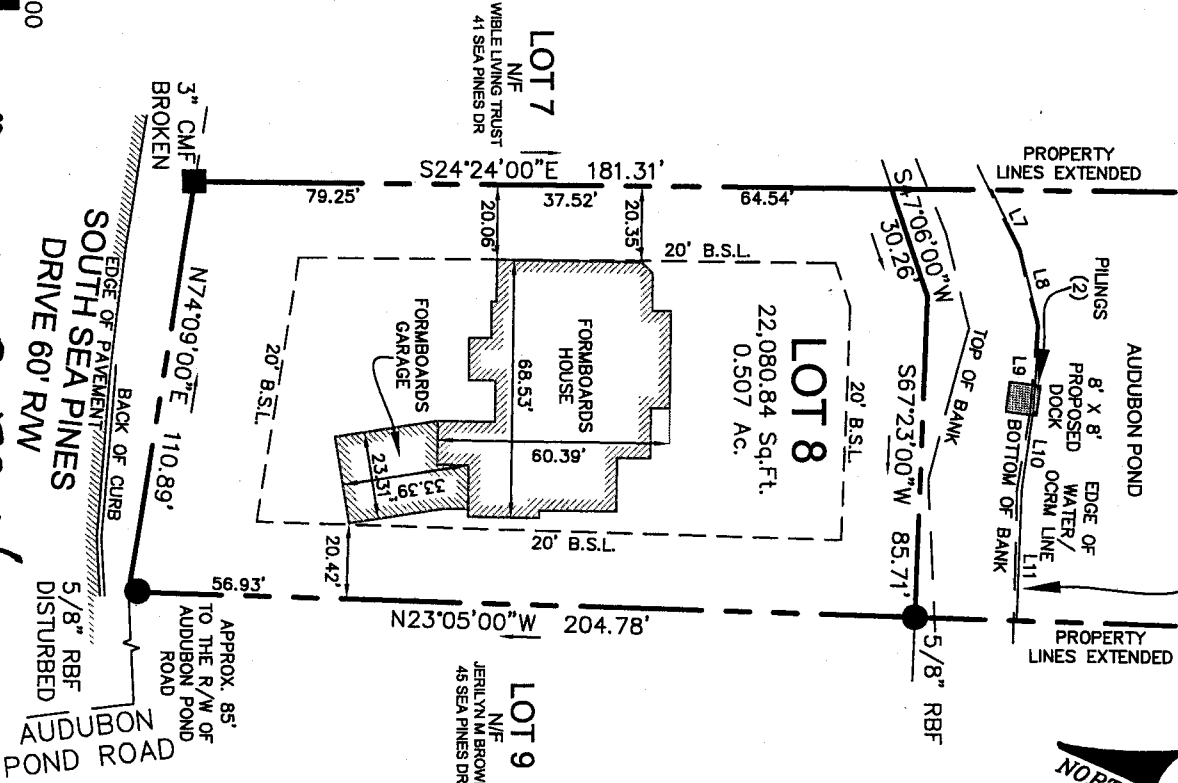 00
LOT 7
N/F
WIBLE LIVING TRUST
41 SEA PINES DR
PROPERTY
LINES EXTENDED
S24°24'00"E 181.31'
79.25'
37.52'
64.54'
20.06'
20.35'
3" CMF
BROKEN
S47°06'00"W
30.26'
L7
L8
PILINGS
(2)
L9
8' X 8'
PROPOSED
DOCK
AUDUBON POND
EDGE OF
WATER/
OCRM LINE
L10
L11
TOP OF BANK
BOTTOM OF BANK
20' B.S.L.
20' B.S.L.
20' B.S.L.
20' B.S.L.
LOT 8
22,080.84 Sq.Ft.
0.507 Ac.
S67°23'00"W 85.71'
FORMBOARDS
HOUSE
68.53'
60.39'
FORMBOARDS
GARAGE
33.39'
23.31'
20.42'
N74°09'00"E 110.89'
EDGE OF PAVEMENT
BACK OF CURB
SOUTH SEA PINES
DRIVE 60' R/W
56.93'
N23°05'00"W 204.78'
5/8" RBF
PROPERTY
LINES EXTENDED
5/8" RBF
DISTURBED
APPROX. 85'
TO THE R/W OF
AUDUBON POND
ROAD
AUDUBON
POND ROAD
LOT 9
N/F
JERILYN M BROW
45 SEA PINES DR
NORT